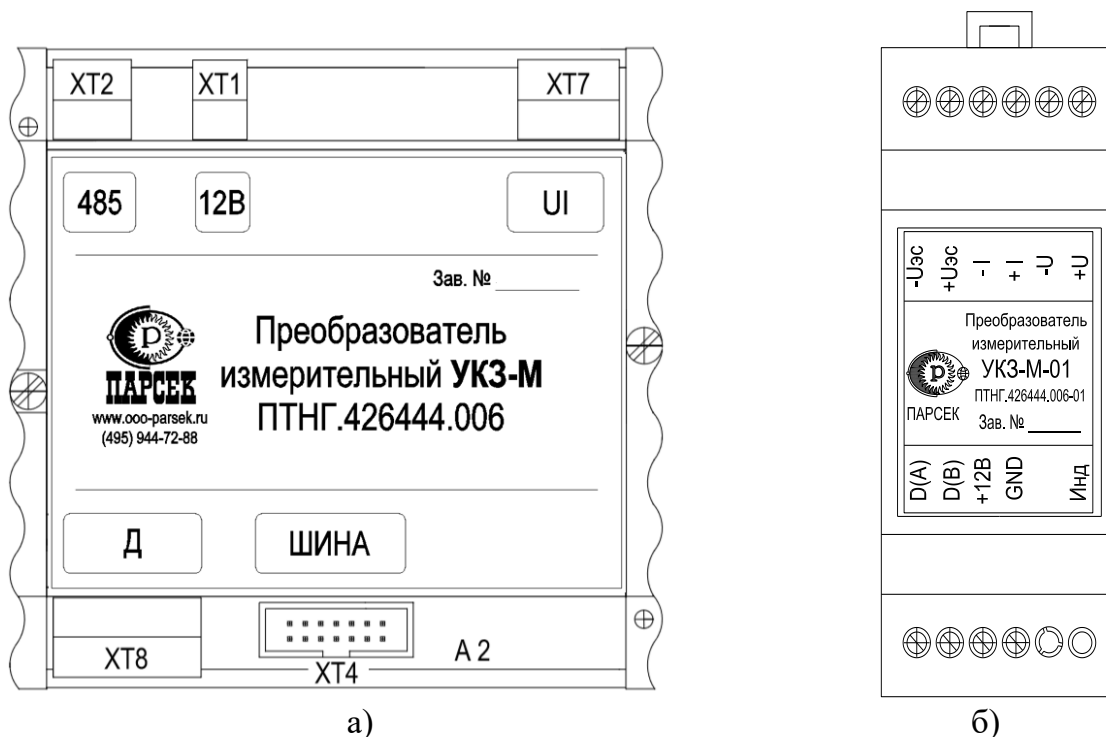 XT2 XT1 XT7
485 12В UI
Зав. № ________
Преобразователь
измерительный УКЗ-М
ПТНГ.426444.006
P
ПАРСЕК
www.ooo-parsek.ru
(495) 944-72-88
Д ШИНА
XT8 XT4 А 2
а)
-Uэс +Uэс -I +I -U +U
Преобразователь
измерительный
УКЗ-М-01
ПТНГ.426444.006-01
P
ПАРСЕК
Зав. № _______
D(A) D(B) +12В GND Инд
б)